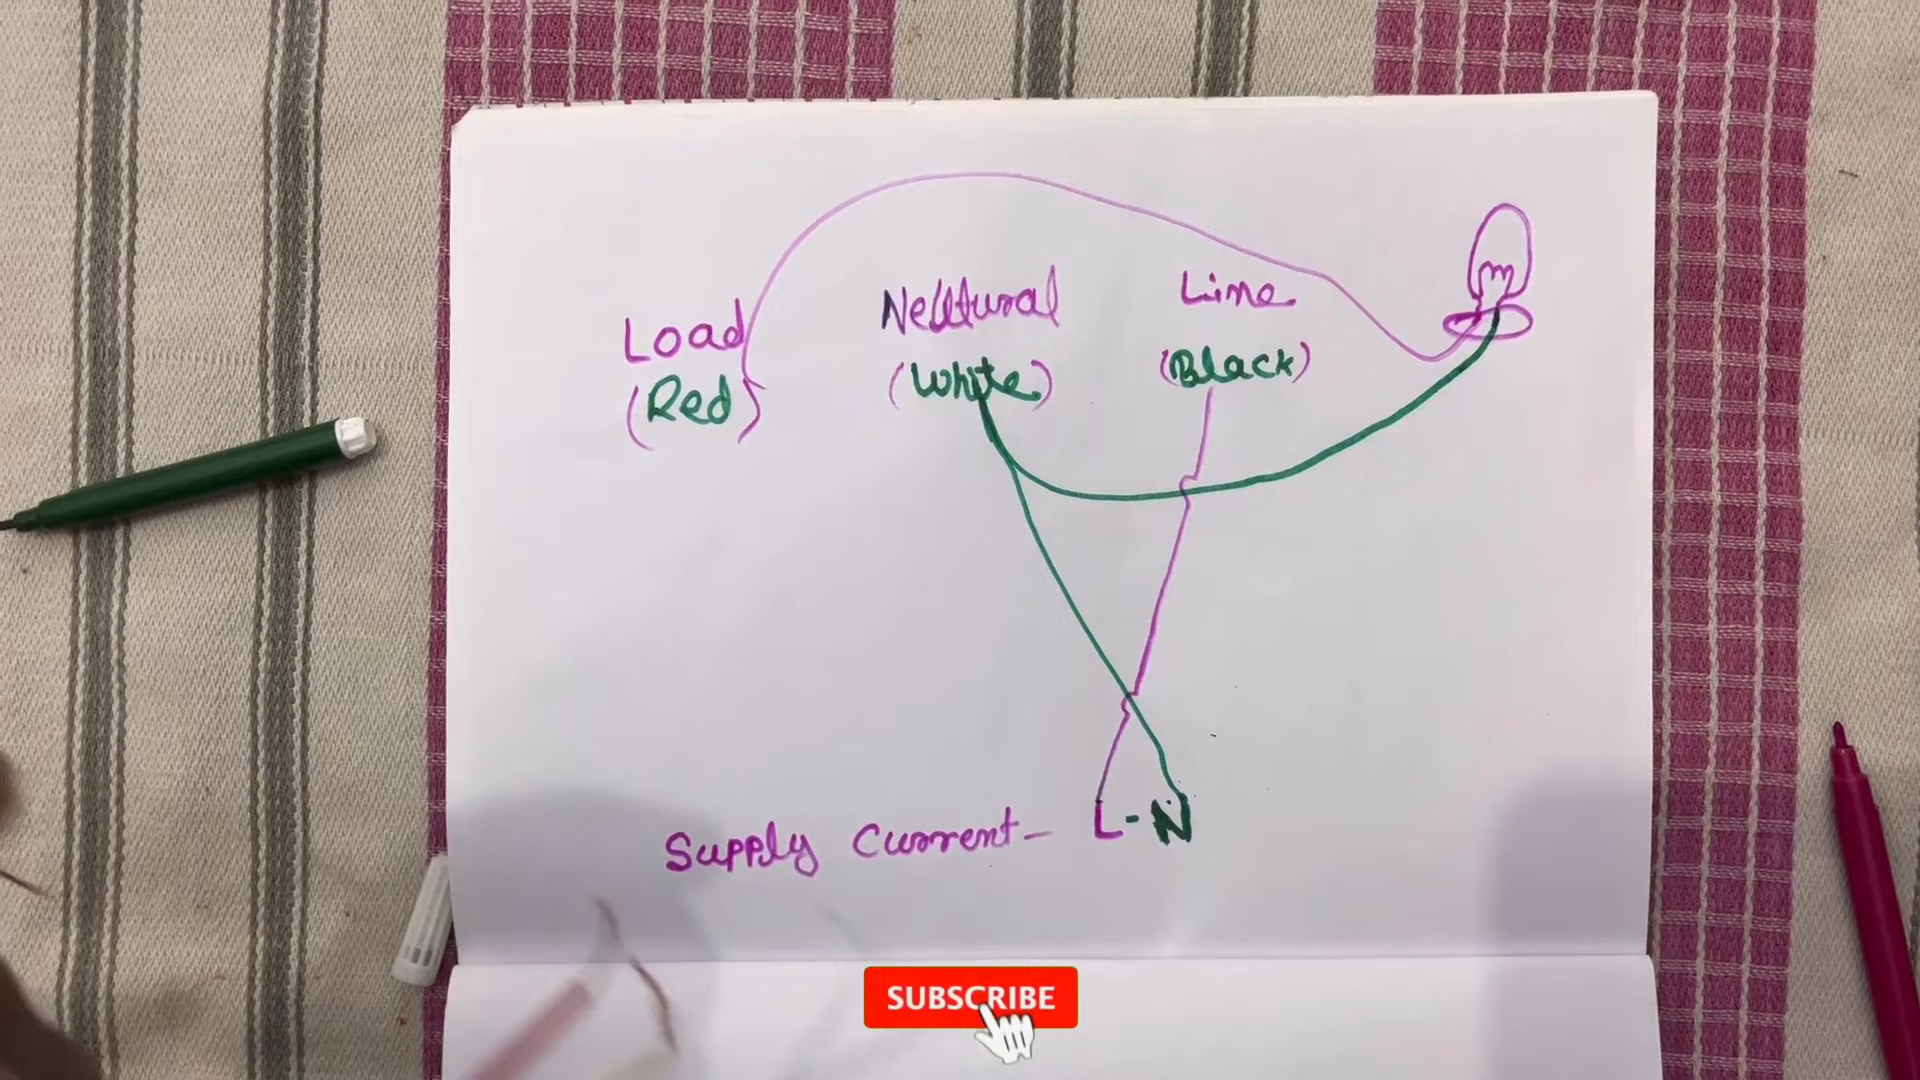 Load
(Red)
Neutural
(White)
Line
(Black)
Supply Current- L-N
SUBSCRIBE